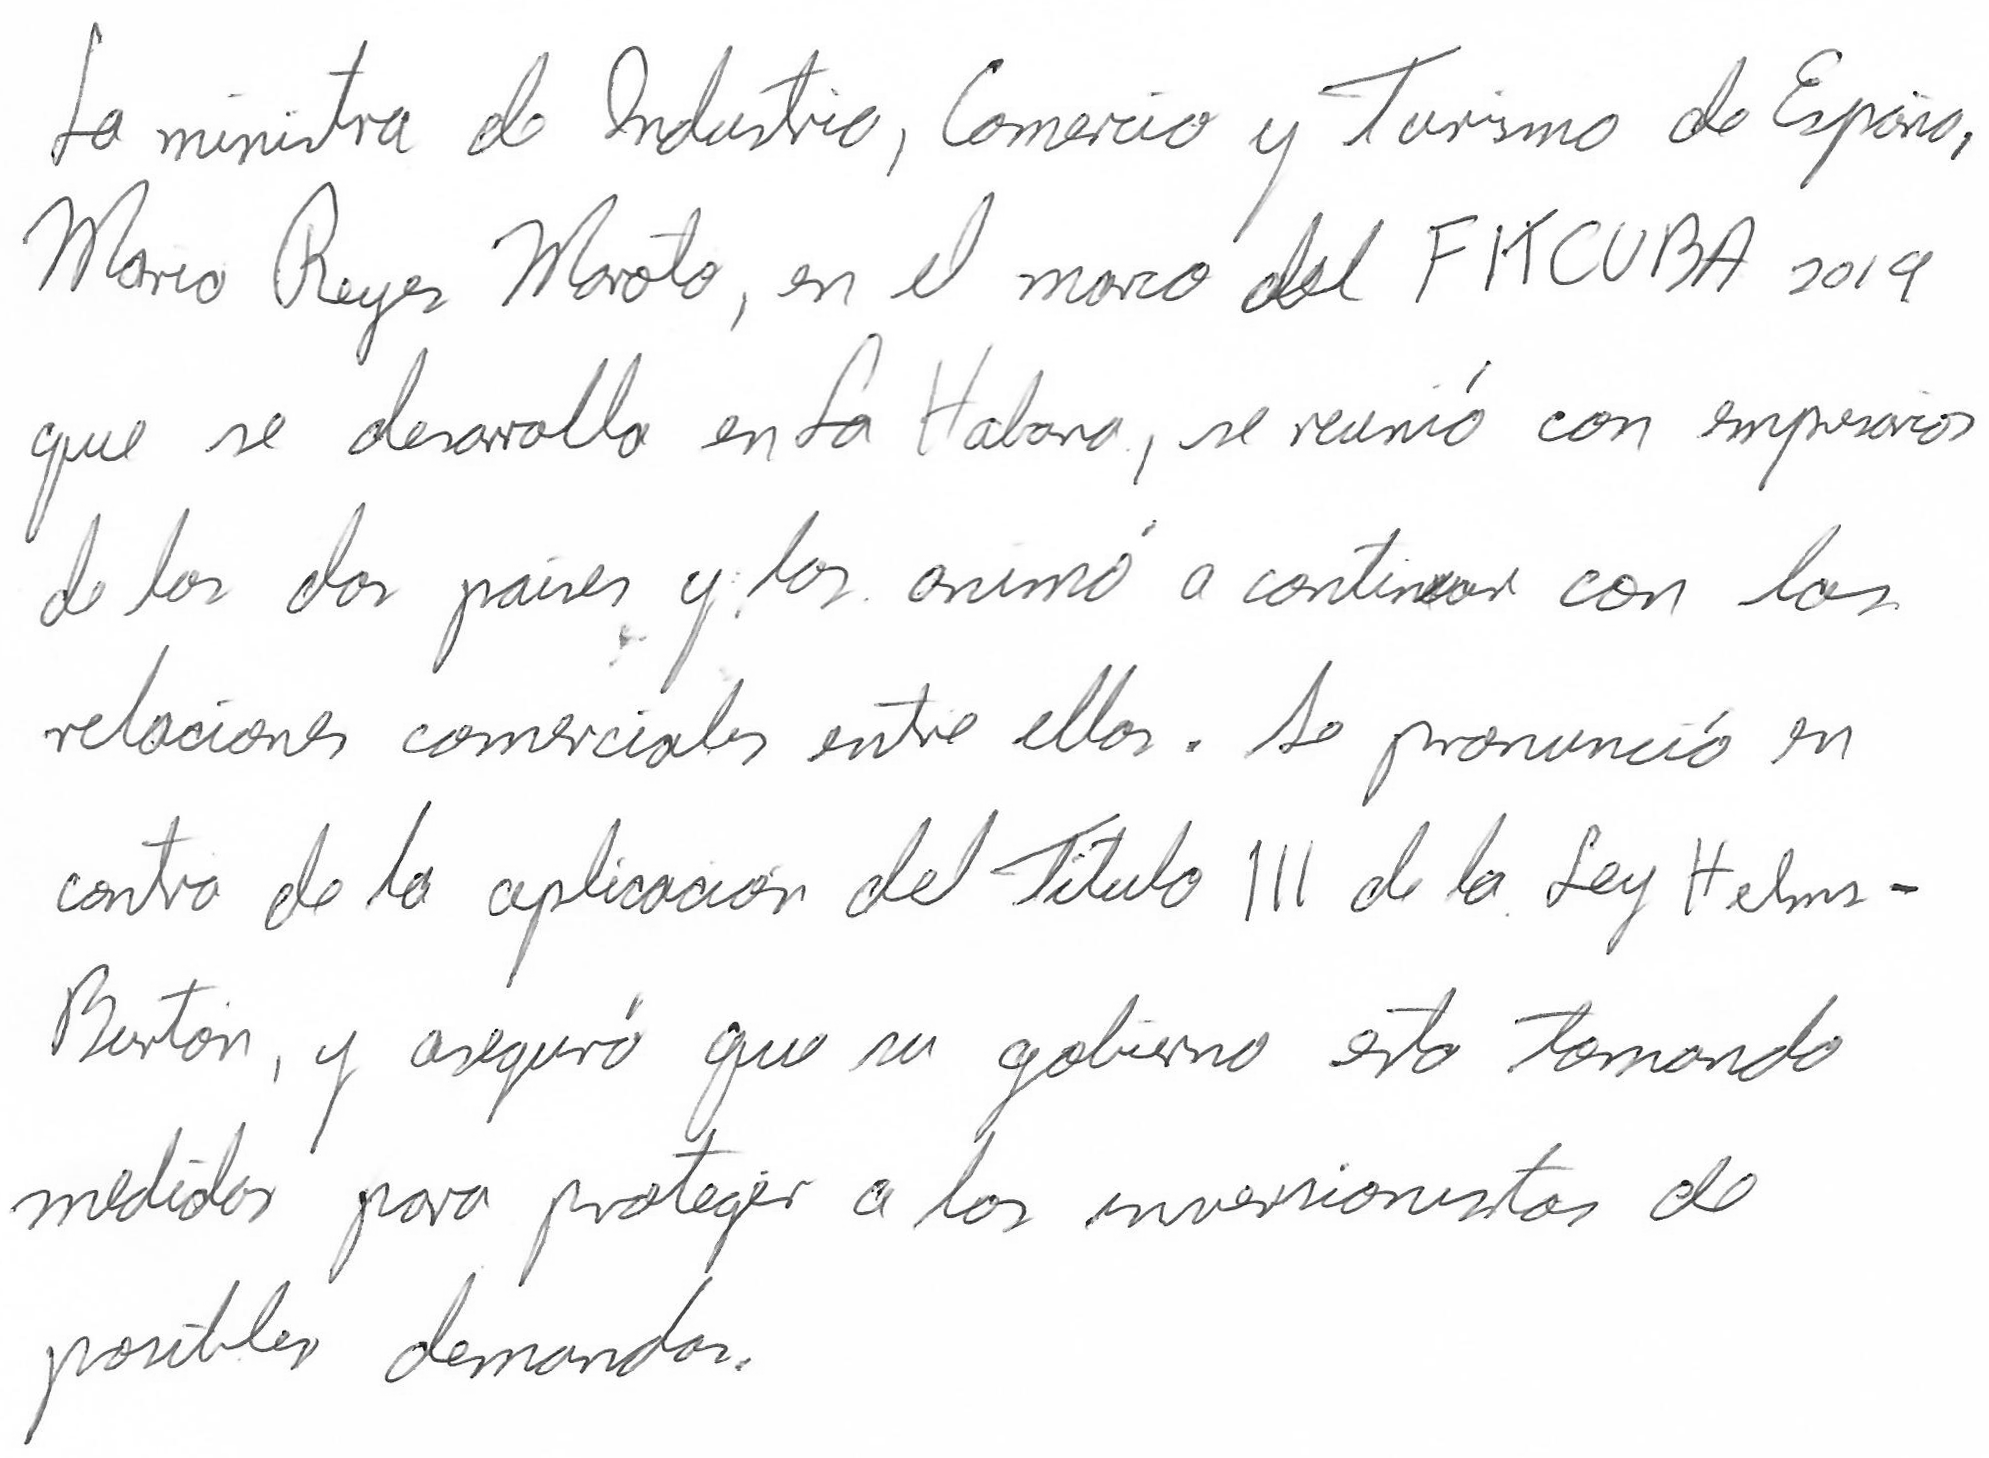 La ministra de Industria, Comercio y Turismo de España,
María Reyes Maroto, en el marco del FITCUBA 2019
que se desarrolla en La Habana, se reunió con empresarios
de los dos países y los animó a continuar con las
relaciones comerciales entre ellos. Se pronunció en
contra de la aplicación del Título III de la Ley Helms-
Burton, y aseguró que su gobierno esta tomando
medidas para proteger a los inversionistas de
posibles demandas.